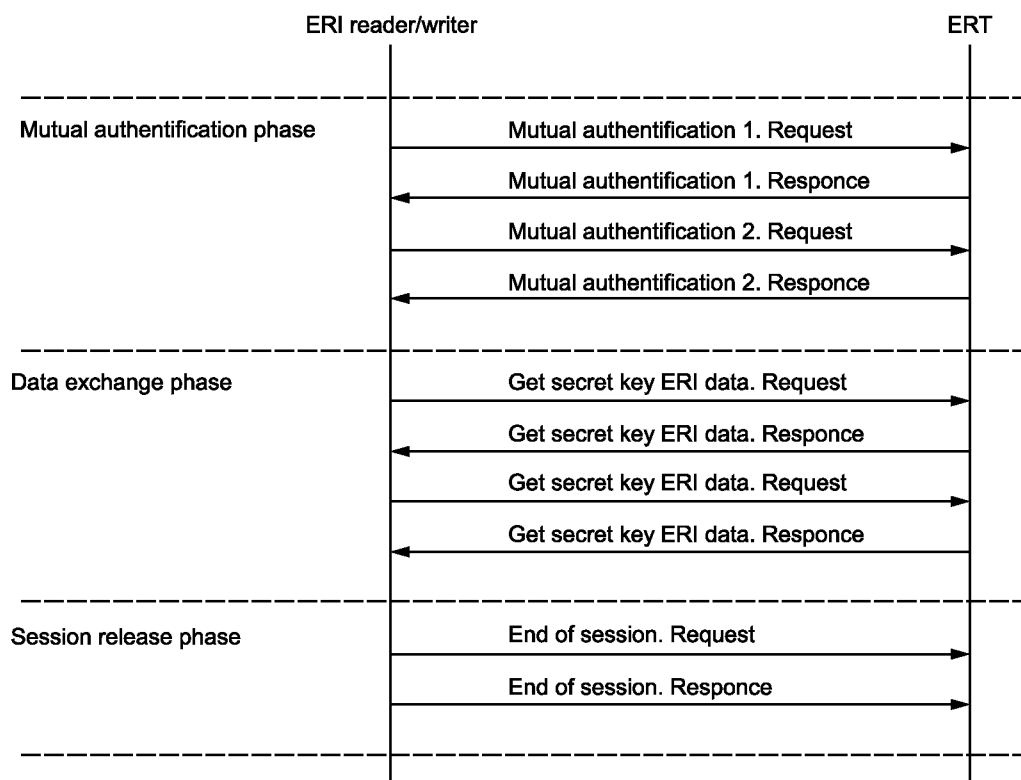 ERI reader/writer
ERT
Mutual authentification phase
Mutual authentification 1. Request
Mutual authentification 1. Responce
Mutual authentification 2. Request
Mutual authentification 2. Responce
Data exchange phase
Get secret key ERI data. Request
Get secret key ERI data. Responce
Get secret key ERI data. Request
Get secret key ERI data. Responce
Session release phase
End of session. Request
End of session. Responce